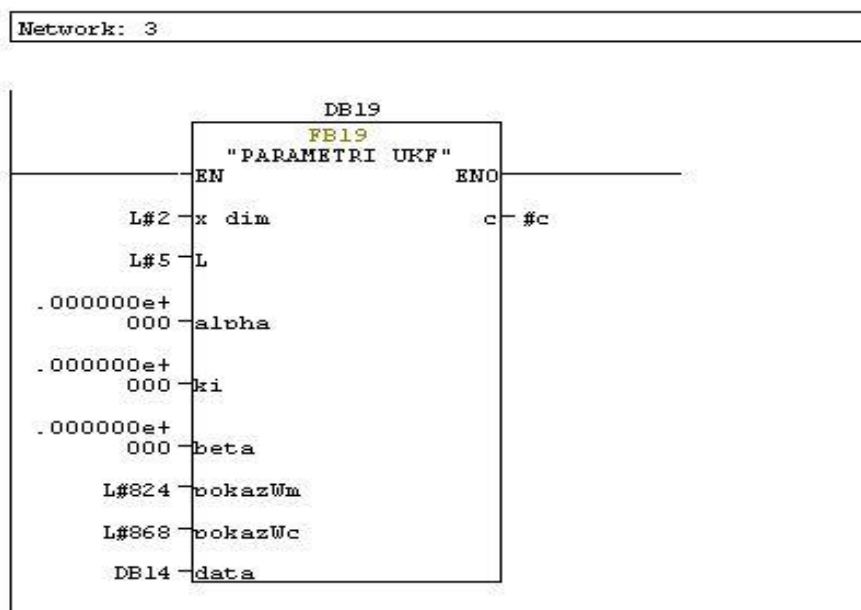 Network: 3
DB19
FB19
"PARAMETRI UKF"
EN ENO
L#2 x dim c #c
L#5 L
.000000e+
000 alpha
.000000e+
000 ki
.000000e+
000 beta
L#824 pokazWm
L#868 pokazWc
DB14 data